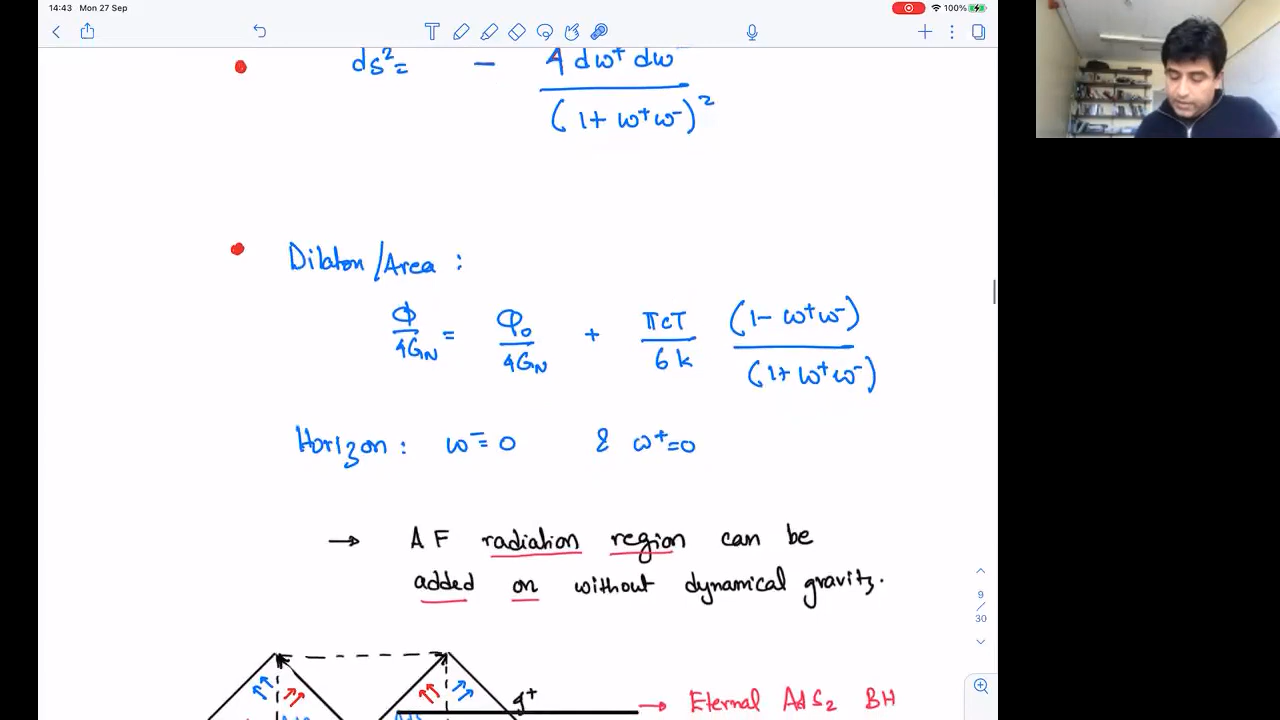 14:43 Mon 27 Sep
100%
T
ds²= − 4 dω⁺ dω⁻ / (1 + ω⁺ω⁻)²
Dilaton / Area :
Φ/4G_N = Φ₀/4G_N + πcT/6k (1 − ω⁺ω⁻)/(1 + ω⁺ω⁻)
Horizon : ω⁻ = 0 & ω⁺ = 0
→ AF radiation region can be
added on without dynamical gravity.
9
/
30
𝒥⁺
→ Eternal AdS₂ BH
AdS